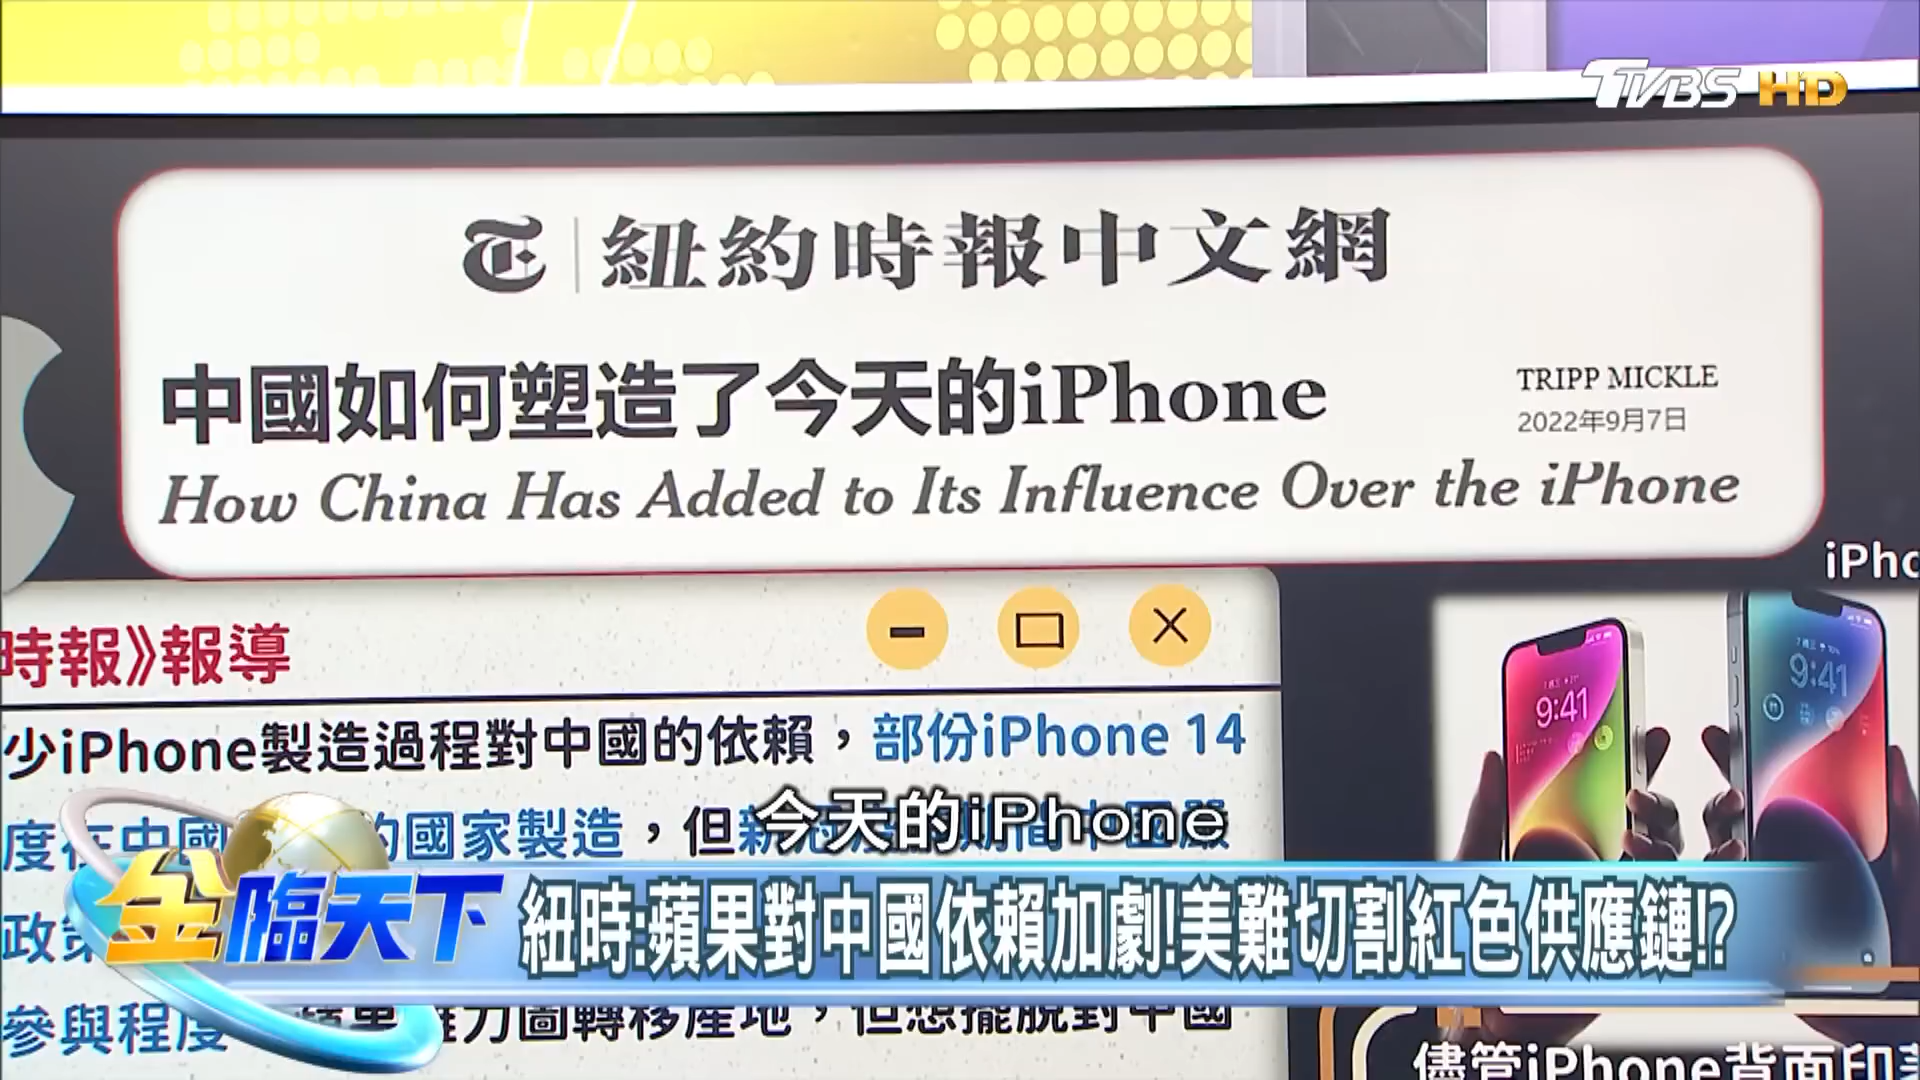 TVBS HD
紐約時報中文網
中國如何塑造了今天的iPhone
TRIPP MICKLE
2022年9月7日
How China Has Added to Its Influence Over the iPhone
時報》報導
少iPhone製造過程對中國的依賴，部份iPhone 14
的國家製造，但
參與程度
力圖轉移產地，但想擺脫對中國
9:41
9:41
今天的iPhone
金臨天下
紐時:蘋果對中國依賴加劇!美難切割紅色供應鏈!?
儘管iPhone背面印